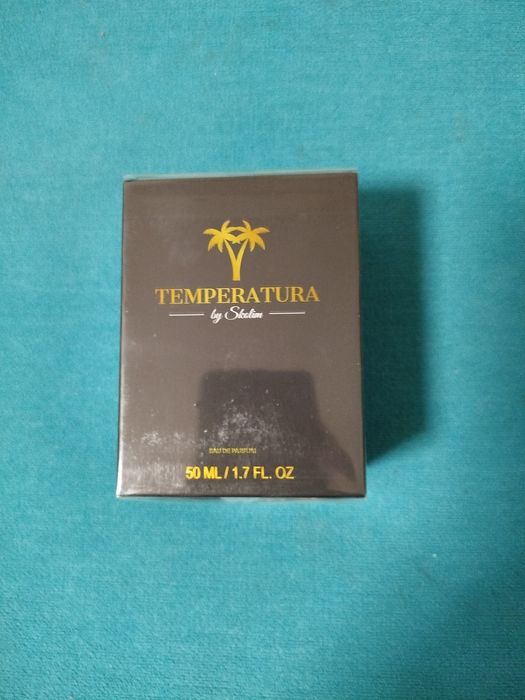 TEMPERATURA
by Skolim
EAU DE PARFUM
50 ML / 1.7 FL. OZ